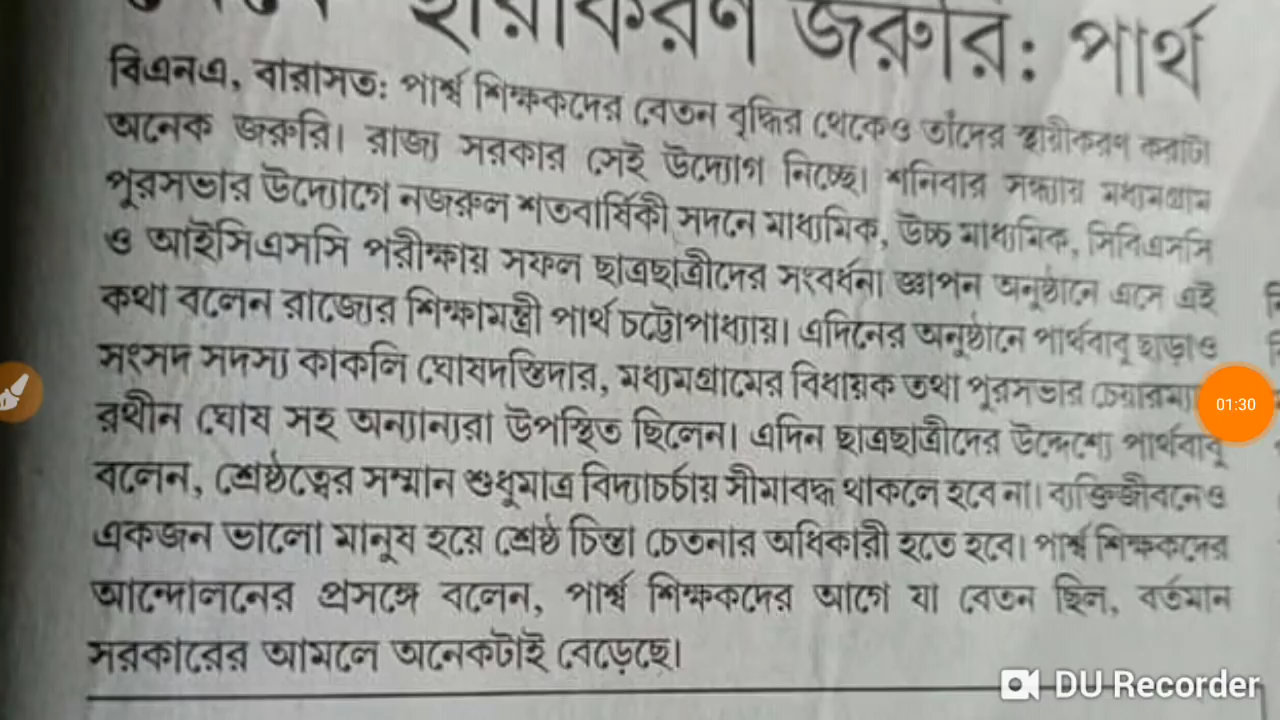 স্থায়ীকরণ জরুরি: পার্থ
বিএনএ, বারাসত: পার্শ্ব শিক্ষকদের বেতন বৃদ্ধির থেকেও তাঁদের স্থায়ীকরণ করাটা
অনেক জরুরি। রাজ্য সরকার সেই উদ্যোগ নিচ্ছে। শনিবার সন্ধ্যায় মধ্যমগ্রাম
পুরসভার উদ্যোগে নজরুল শতবার্ষিকী সদনে মাধ্যমিক, উচ্চ মাধ্যমিক, সিবিএসসি
ও আইসিএসসি পরীক্ষায় সফল ছাত্রছাত্রীদের সংবর্ধনা জ্ঞাপন অনুষ্ঠানে এসে এই
কথা বলেন রাজ্যের শিক্ষামন্ত্রী পার্থ চট্টোপাধ্যায়। এদিনের অনুষ্ঠানে পার্থবাবু ছাড়াও
সংসদ সদস্য কাকলি ঘোষদস্তিদার, মধ্যমগ্রামের বিধায়ক তথা পুরসভার
রথীন ঘোষ সহ অন্যান্যরা উপস্থিত ছিলেন। এদিন ছাত্রছাত্রীদের উদ্দেশ্যে পার্থবাবু
বলেন, শ্রেষ্ঠত্বের সম্মান শুধুমাত্র বিদ্যাচর্চায় সীমাবদ্ধ থাকলে হবে না। ব্যক্তিজীবনেও
একজন ভালো মানুষ হয়ে শ্রেষ্ঠ চিন্তা চেতনার অধিকারী হতে হবে। পার্শ্ব শিক্ষকদের
আন্দোলনের প্রসঙ্গে বলেন, পার্শ্ব শিক্ষকদের আগে যা বেতন ছিল, বর্তমান
সরকারের আমলে অনেকটাই বেড়েছে।
01:30
DU Recorder